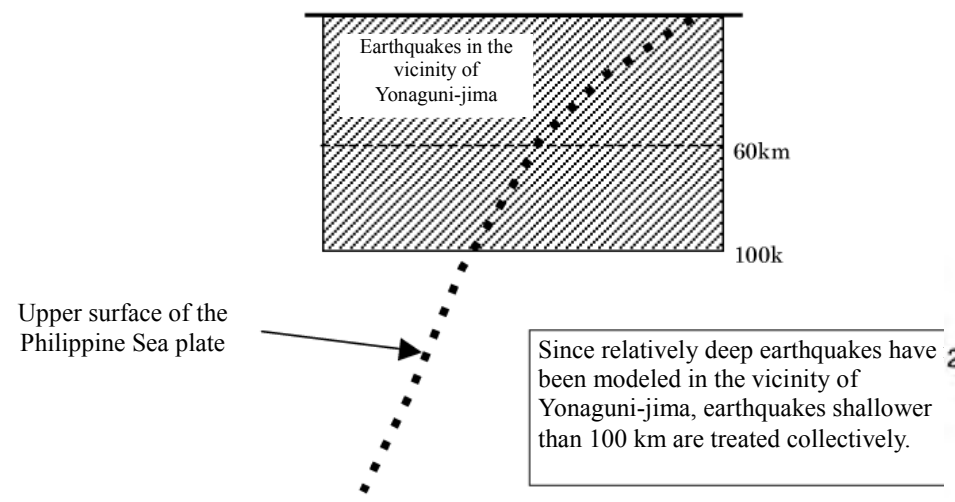 Earthquakes in the
vicinity of
Yonaguni-jima
60km
100k
Upper surface of the
Philippine Sea plate
Since relatively deep earthquakes have
been modeled in the vicinity of
Yonaguni-jima, earthquakes shallower
than 100 km are treated collectively.
2